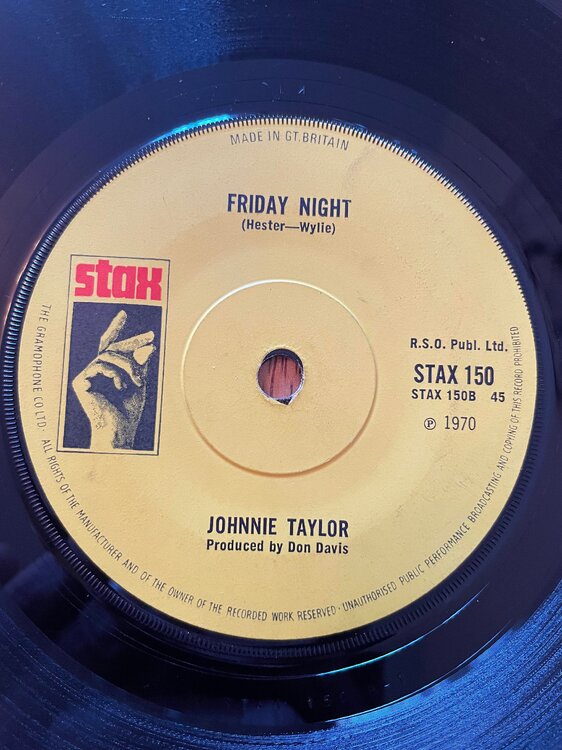 MADE IN GT. BRITAIN
FRIDAY NIGHT
(Hester—Wylie)
stax
R.S.O. Publ. Ltd.
STAX 150
STAX 150B 45
℗ 1970
JOHNNIE TAYLOR
Produced by Don Davis
THE GRAMOPHONE CO LTD · ALL RIGHTS OF THE MANUFACTURER AND OF THE OWNER OF THE RECORDED WORK RESERVED · UNAUTHORISED PUBLIC PERFORMANCE BROADCASTING AND COPYING OF THIS RECORD PROHIBITED